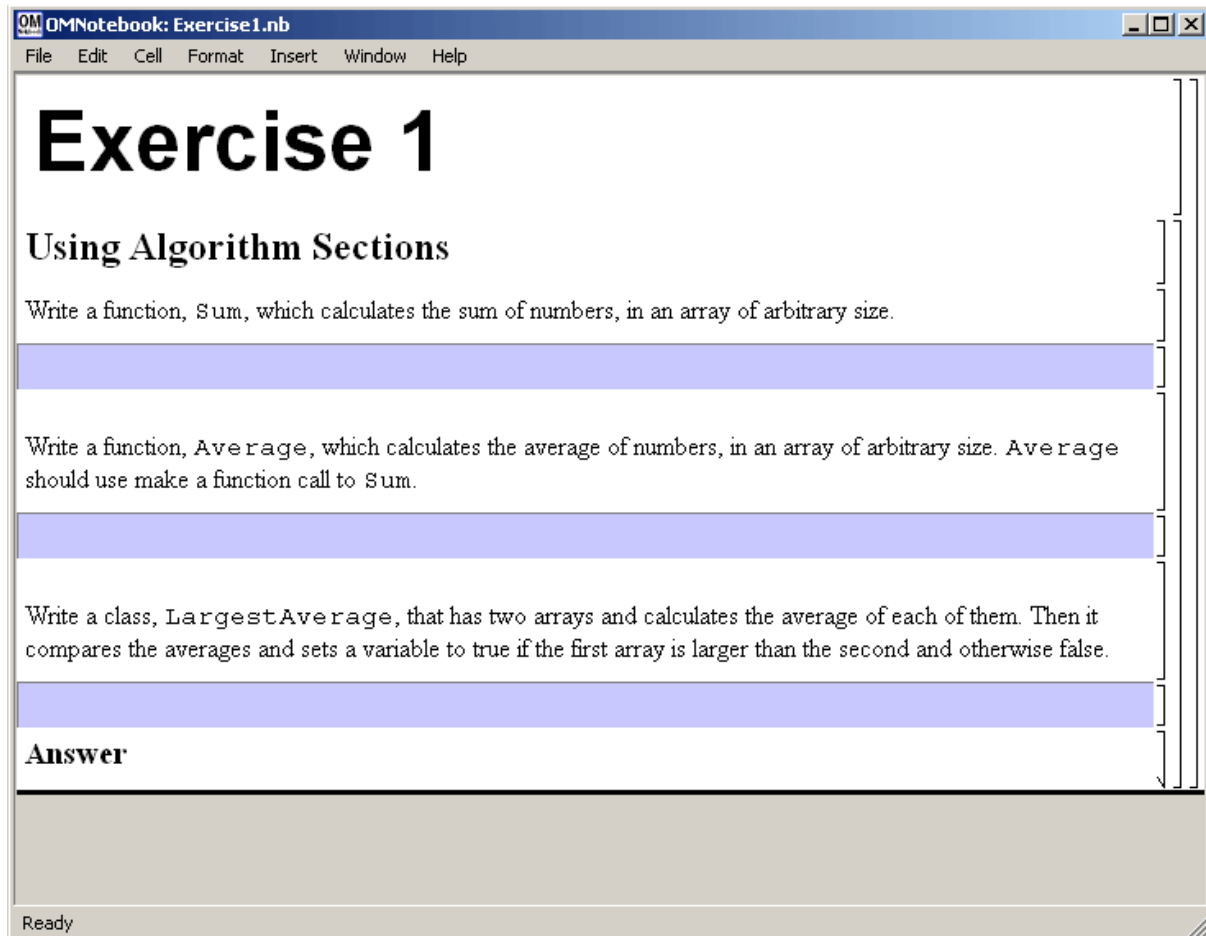 OMNotebook: Exercise1.nb
File Edit Cell Format Insert Window Help
Exercise 1
Using Algorithm Sections
Write a function, Sum, which calculates the sum of numbers, in an array of arbitrary size.
Write a function, Average, which calculates the average of numbers, in an array of arbitrary size. Average
should use make a function call to Sum.
Write a class, LargestAverage, that has two arrays and calculates the average of each of them. Then it
compares the averages and sets a variable to true if the first array is larger than the second and otherwise false.
Answer
Ready